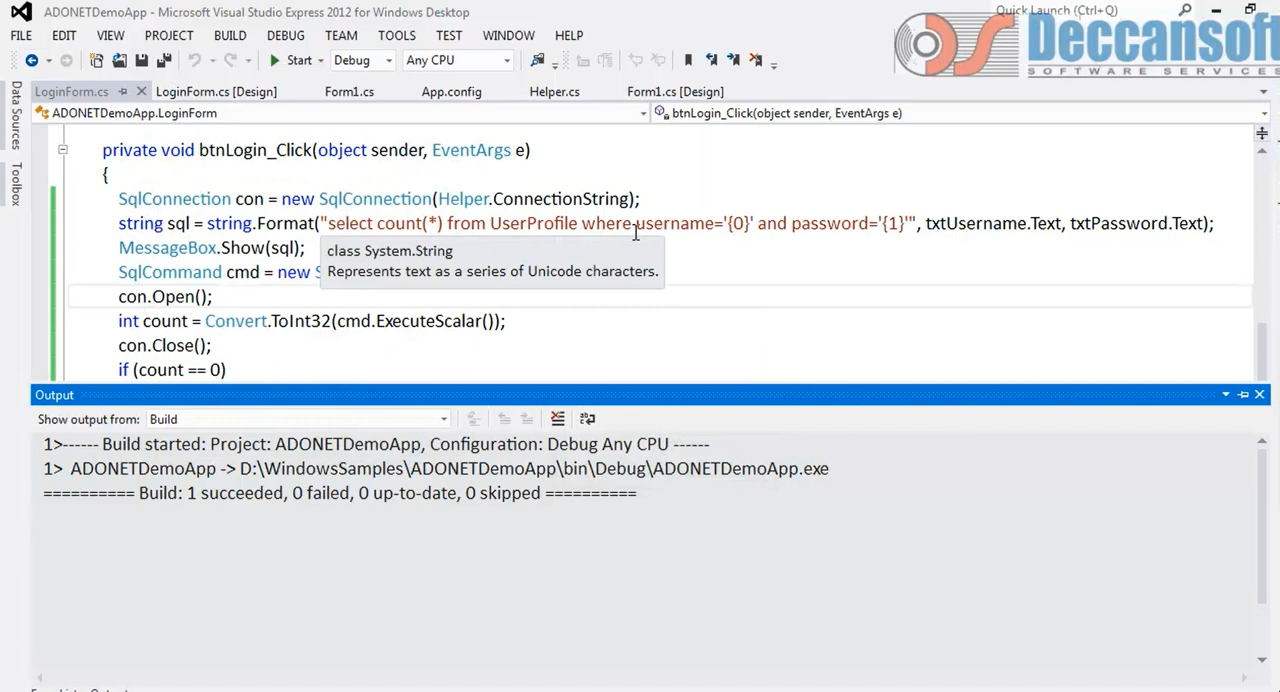 ADONETDemoApp - Microsoft Visual Studio Express 2012 for Windows Desktop
Quick Launch (Ctrl+Q)
Deccansoft
SOFTWARE SERVICES
FILE EDIT VIEW PROJECT BUILD DEBUG TEAM TOOLS TEST WINDOW HELP
Start Debug Any CPU
LoginForm.cs LoginForm.cs [Design] Form1.cs App.config Helper.cs Form1.cs [Design]
Data Sources
Toolbox
ADONETDemoApp.LoginForm btnLogin_Click(object sender, EventArgs e)
private void btnLogin_Click(object sender, EventArgs e)
{
SqlConnection con = new SqlConnection(Helper.ConnectionString);
string sql = string.Format("select count(*) from UserProfile where username='{0}' and password='{1}'", txtUsername.Text, txtPassword.Text);
MessageBox.Show(sql);
class System.String
Represents text as a series of Unicode characters.
SqlCommand cmd = new S
con.Open();
int count = Convert.ToInt32(cmd.ExecuteScalar());
con.Close();
if (count == 0)
Output
Show output from: Build
1>------ Build started: Project: ADONETDemoApp, Configuration: Debug Any CPU ------
1>  ADONETDemoApp -> D:\WindowsSamples\ADONETDemoApp\bin\Debug\ADONETDemoApp.exe
========== Build: 1 succeeded, 0 failed, 0 up-to-date, 0 skipped ==========